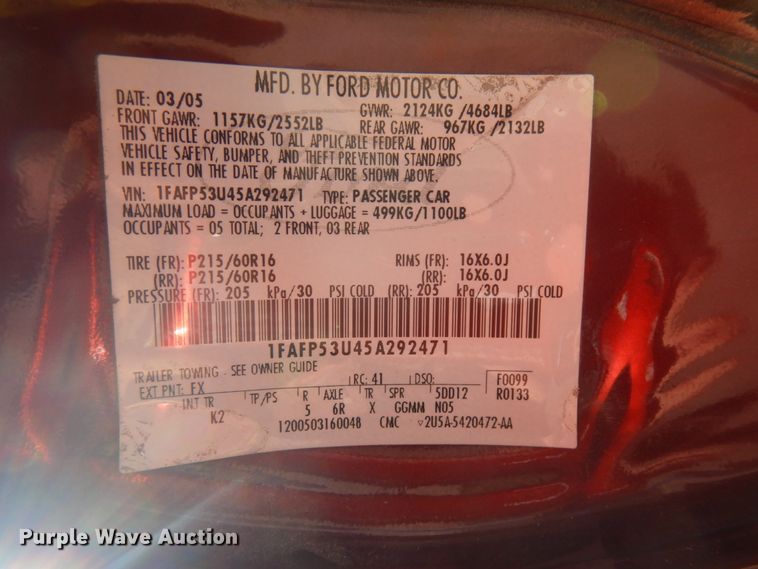 MFD. BY FORD MOTOR CO.
DATE: 03/05 GVWR: 2124KG /4684LB
FRONT GAWR: 1157KG/2552LB REAR GAWR: 967KG /2132LB
THIS VEHICLE CONFORMS TO ALL APPLICABLE FEDERAL MOTOR
VEHICLE SAFETY, BUMPER, AND THEFT PREVENTION STANDARDS
IN EFFECT ON THE DATE OF MANUFACTURE SHOWN ABOVE.
VIN: 1FAFP53U45A292471 TYPE: PASSENGER CAR
MAXIMUM LOAD = OCCUPANTS + LUGGAGE = 499KG/1100LB
OCCUPANTS = 05 TOTAL; 2 FRONT, 03 REAR
TIRE (FR): P215/60R16 RIMS (FR): 16X6.0J
(RR): P215/60R16 (RR): 16X6.0J
PRESSURE (FR): 205 kPa/30 PSI COLD (RR): 205 kPa/30 PSI COLD
1FAFP53U45A292471
TRAILER TOWING - SEE OWNER GUIDE
EXT PNT: FX RC: 41 DSO: F0099
INT TR TP/PS R AXLE TR SPR 5DD12 R0133
K2 5 6R X GGMM N05
1200503160048 CMC ▽2U5A-5420472-AA
Purple Wave Auction